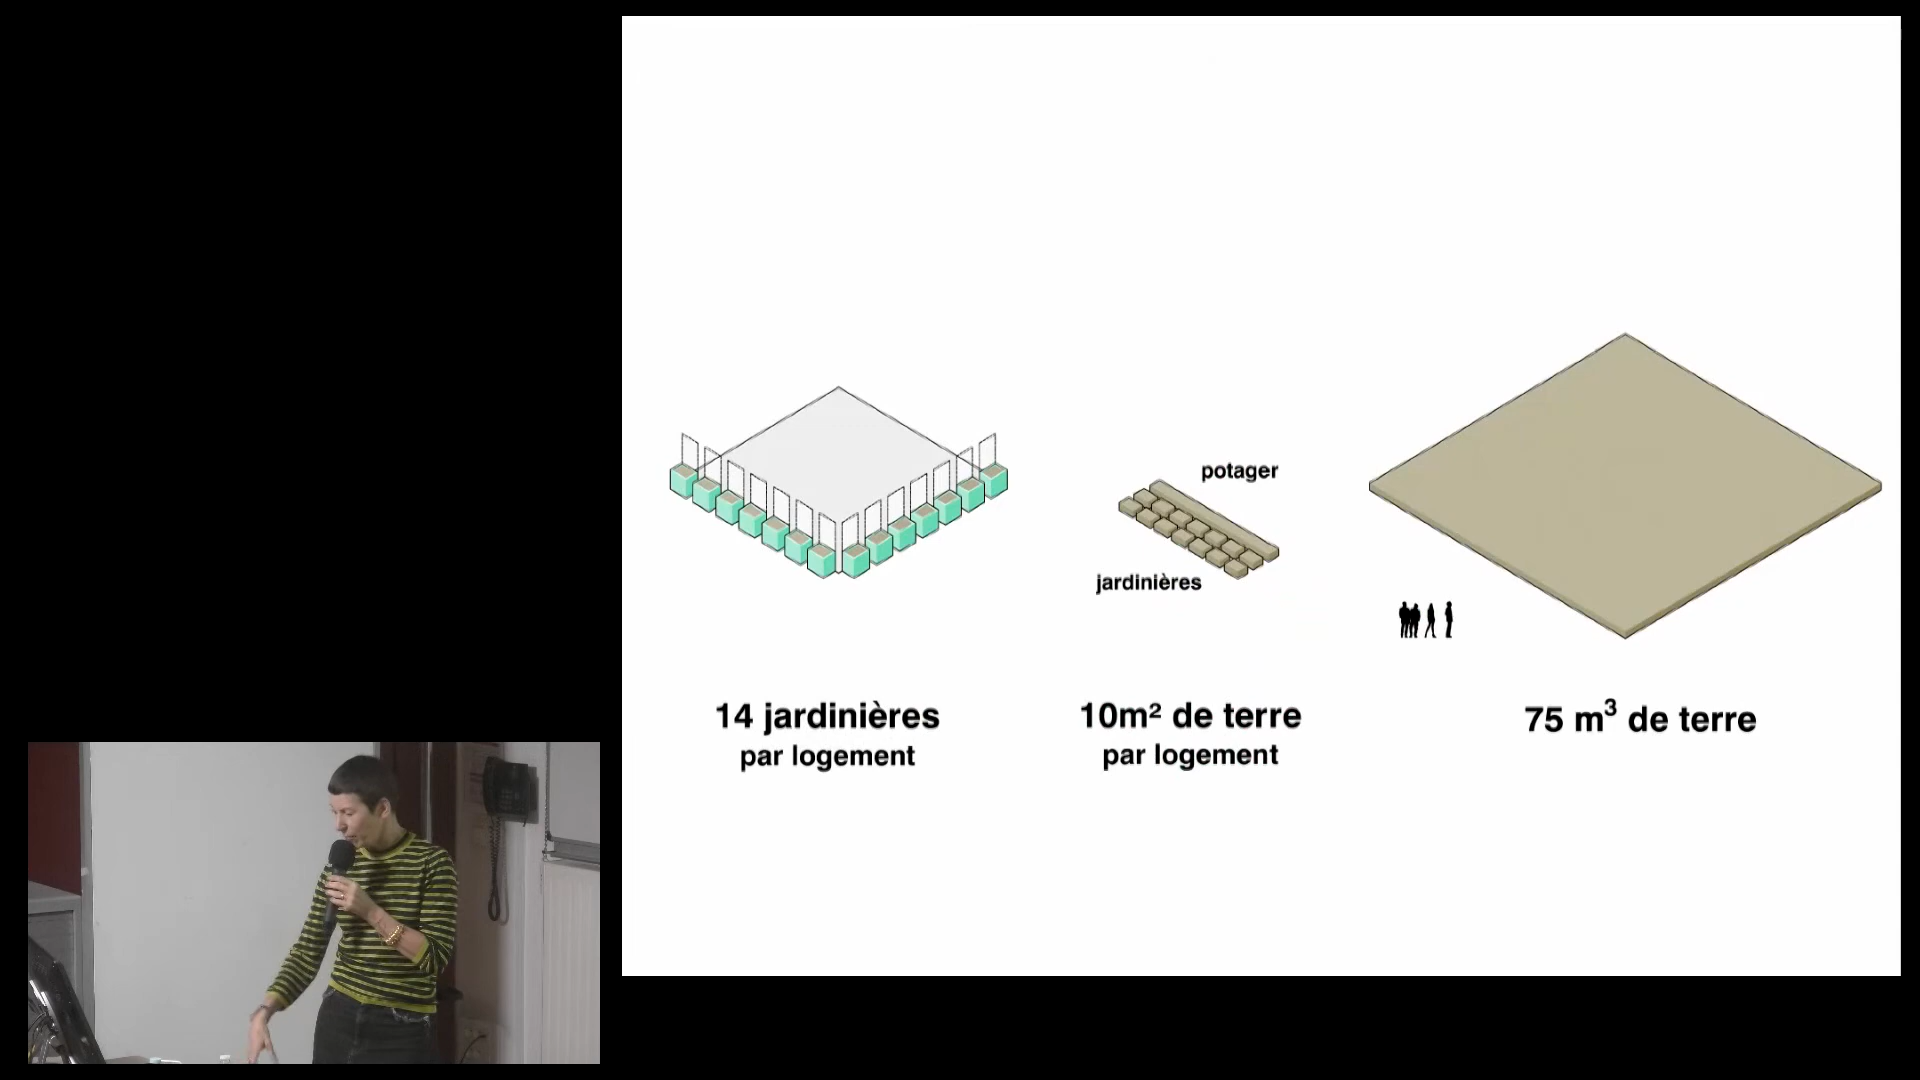 potager
jardinières
14 jardinières
par logement
10m² de terre
par logement
75 m³ de terre